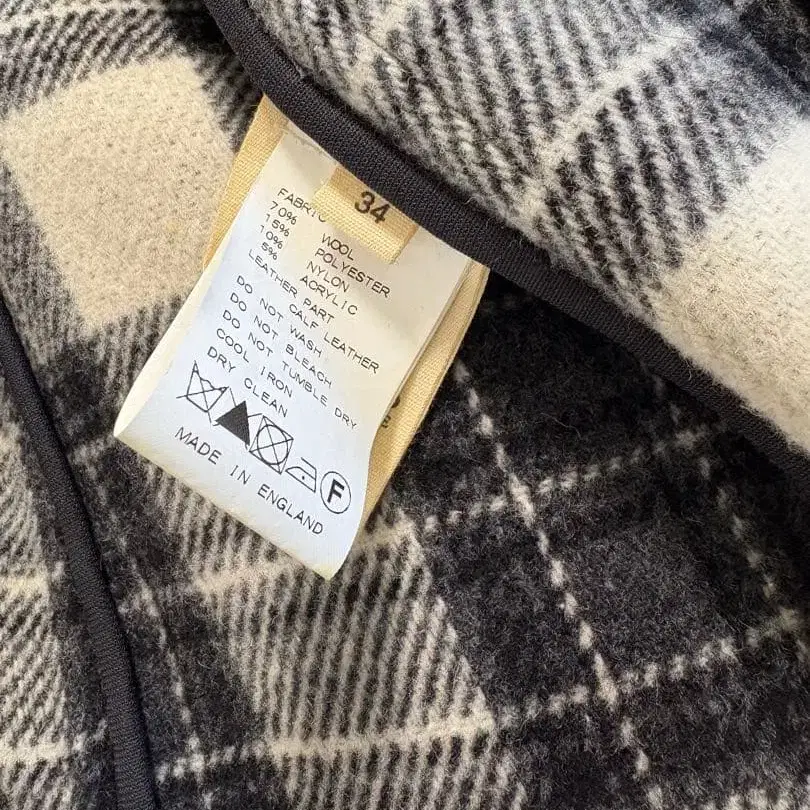 34
FABRIC
70% WOOL
15% POLYESTER
10% NYLON
5% ACRYLIC
LEATHER PART
CALF LEATHER
DO NOT WASH
DO NOT BLEACH
DO NOT TUMBLE DRY
COOL IRON
DRY CLEAN
F
MADE IN ENGLAND